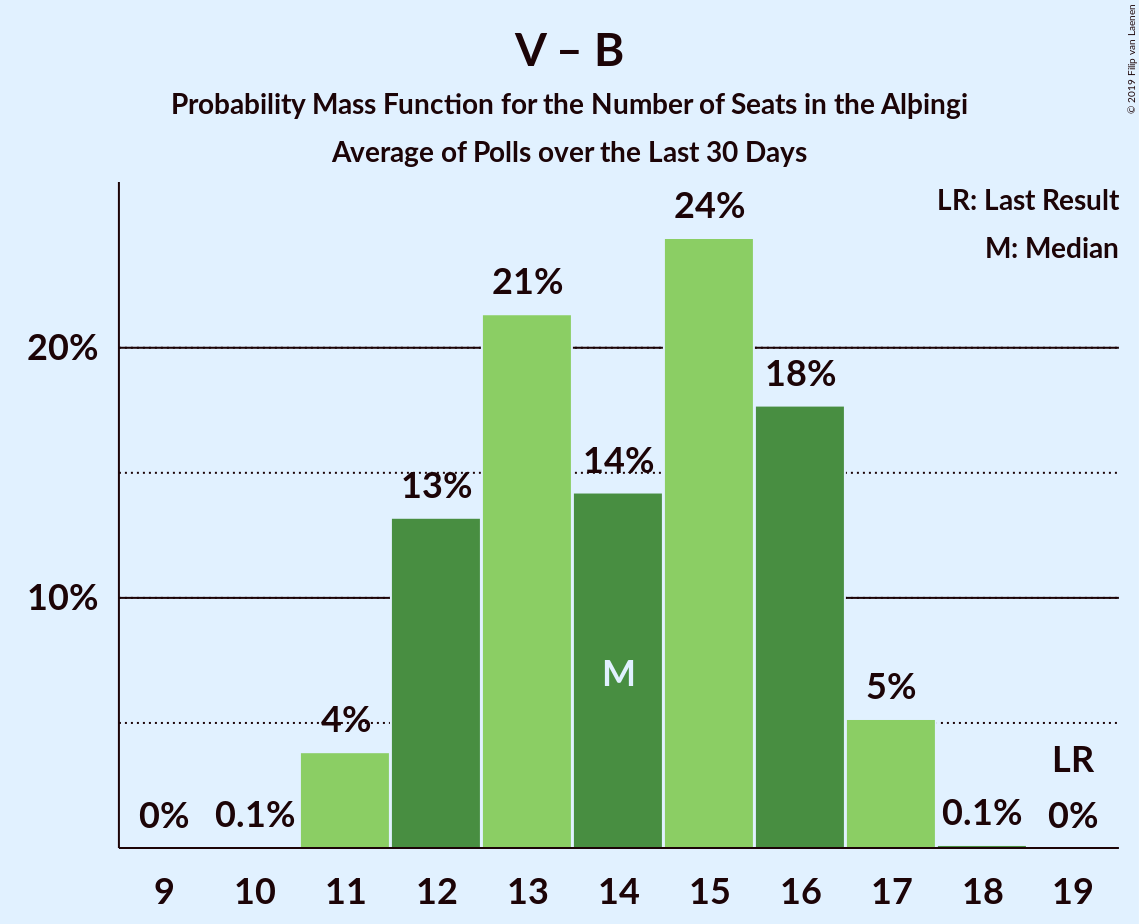 V – B
Probability Mass Function for the Number of Seats in the Alþingi
Average of Polls over the Last 30 Days
© 2019 Filip van Laenen
LR: Last Result
M: Median
20%
10%
0%
0.1%
4%
13%
21%
14%
24%
18%
5%
0.1%
0%
LR
M
9 10 11 12 13 14 15 16 17 18 19